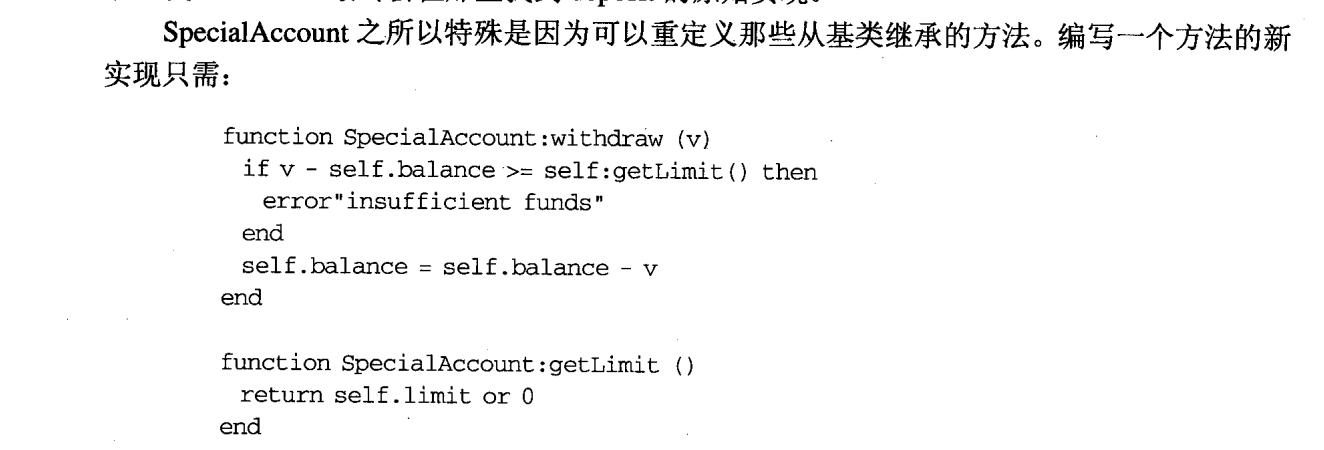 SpecialAccount 之所以特殊是因为可以重定义那些从基类继承的方法。编写一个方法的新
实现只需：
function SpecialAccount:withdraw (v)
if v - self.balance >= self:getLimit() then
error"insufficient funds"
end
self.balance = self.balance - v
end
function SpecialAccount:getLimit ()
return self.limit or 0
end